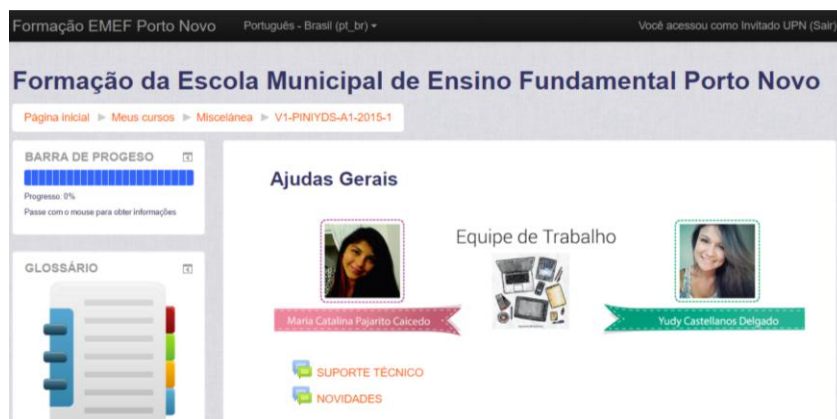 Formação EMEF Porto Novo
Português - Brasil (pt_br)
Você acessou como Invitado UPN (Sair)
Formação da Escola Municipal de Ensino Fundamental Porto Novo
Página inicial
Meus cursos
Miscelánea
V1-PINIYDS-A1-2015-1
BARRA DE PROGESO
Progresso: 0%
Passe com o mouse para obter informações
GLOSSÁRIO
Ajudas Gerais
Equipe de Trabalho
Maria Catalina Pajarito Caicedo
Yudy Castellanos Delgado
SUPORTE TÉCNICO
NOVIDADES